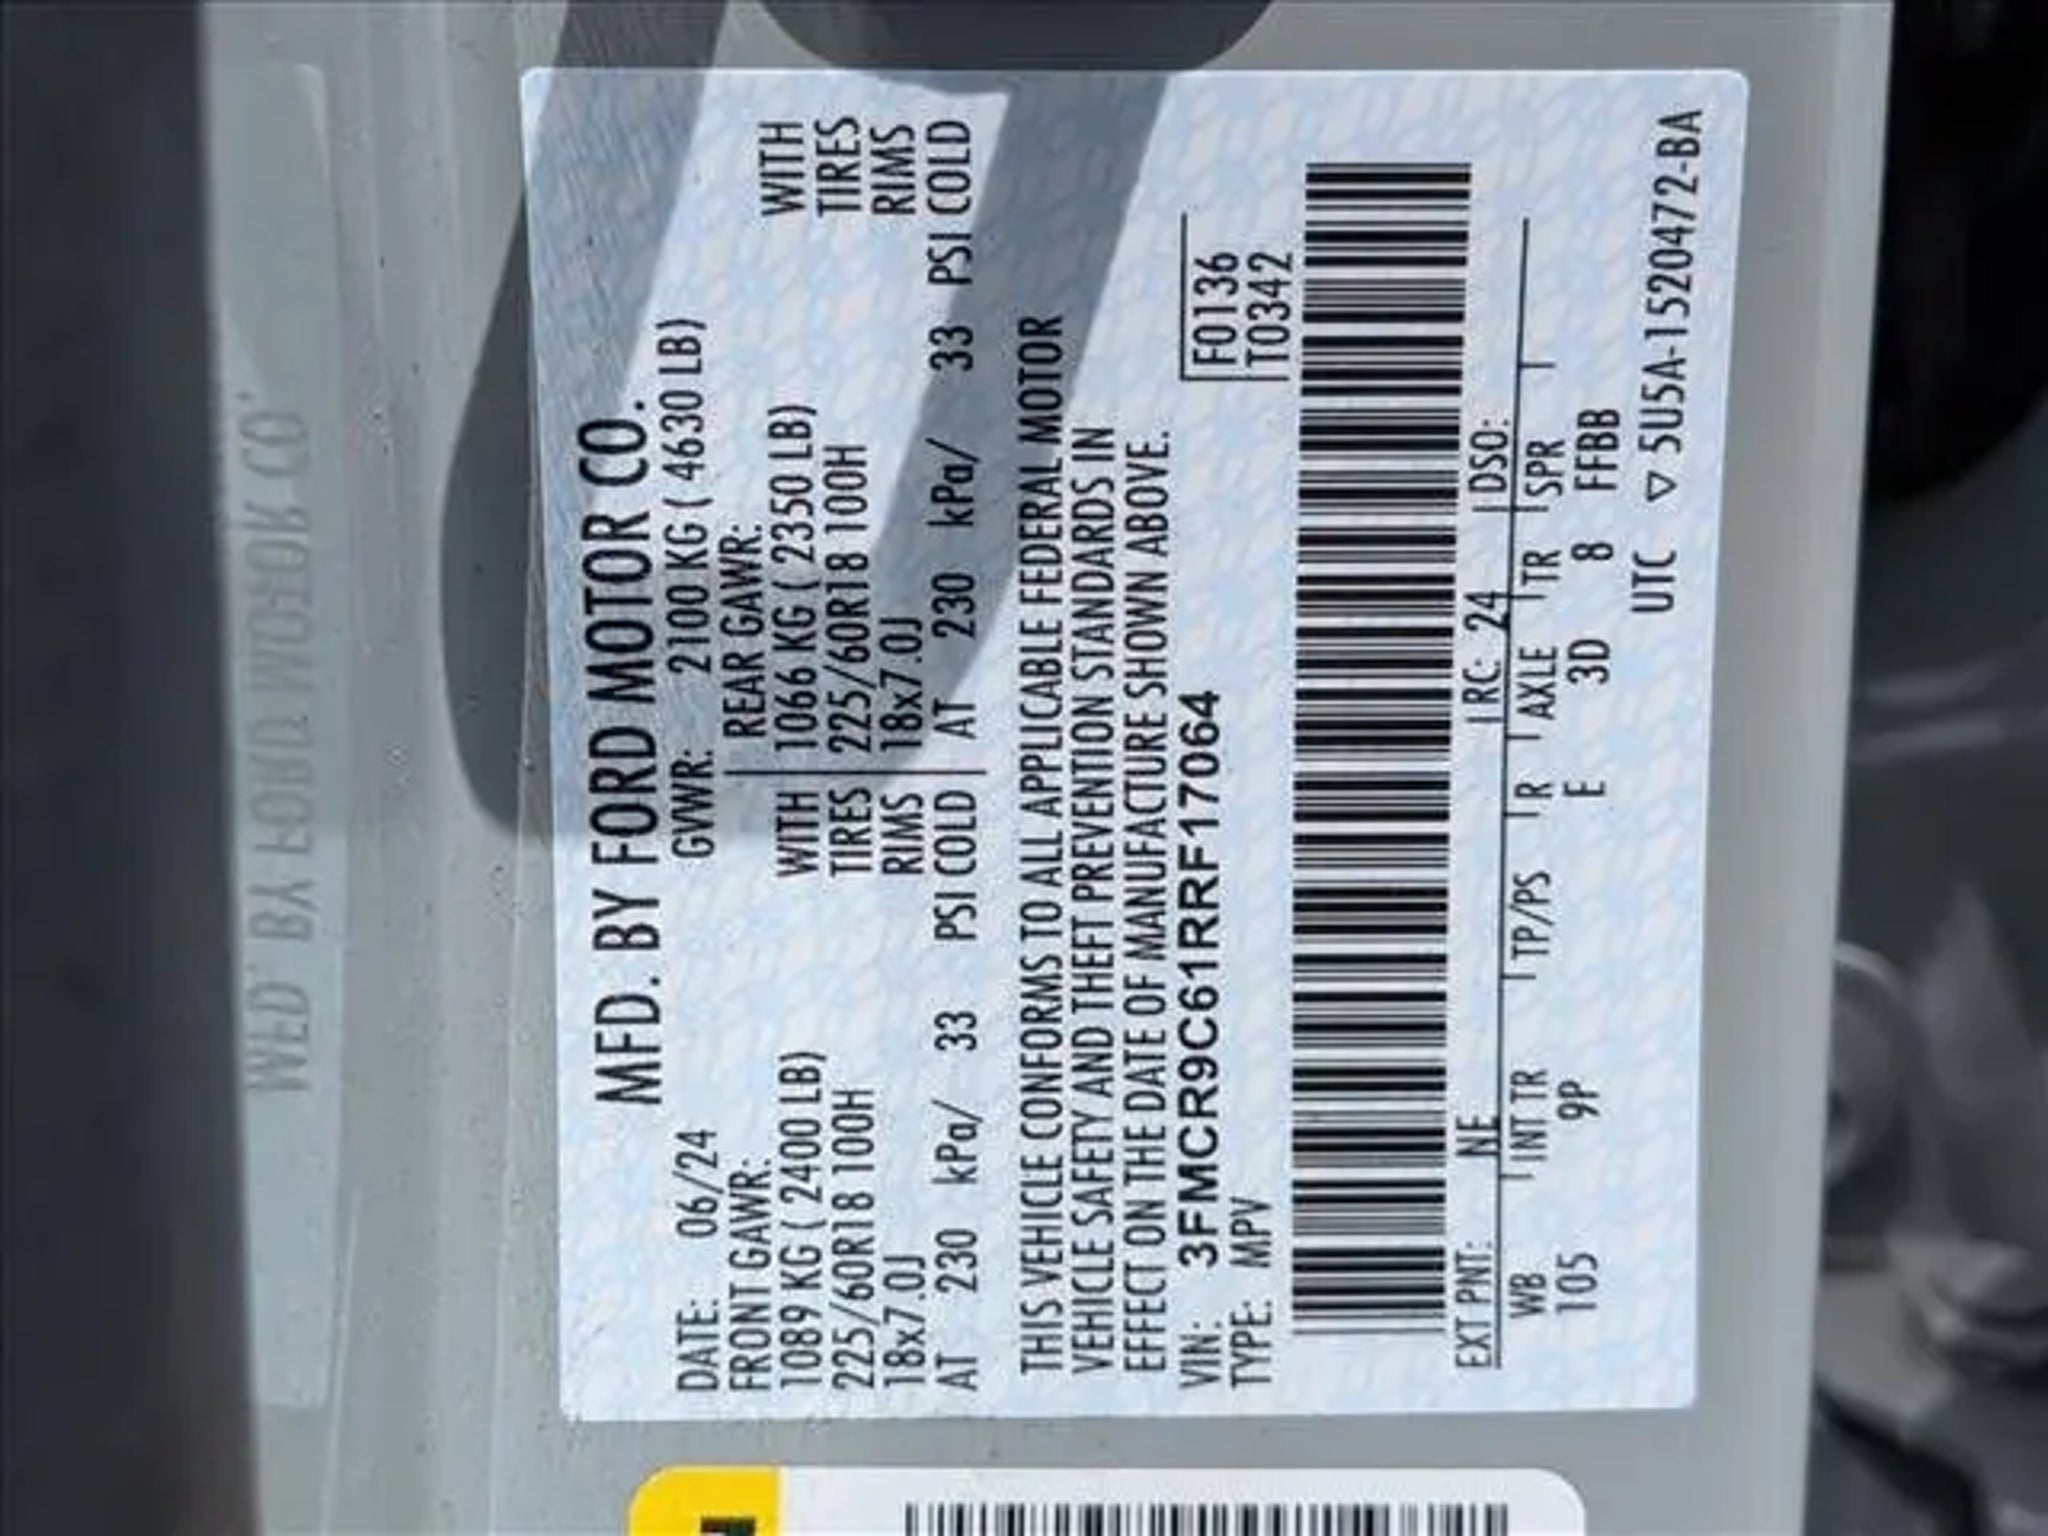 MFD. BY FORD MOTOR CO.
DATE: 06/24 GVWR: 2100 KG ( 4630 LB)
FRONT GAWR: REAR GAWR:
1089 KG ( 2400 LB) WITH 1066 KG ( 2350 LB) WITH
225/60R18 100H TIRES 225/60R18 100H TIRES
18x7.0J RIMS 18x7.0J RIMS
AT 230 kPa/ 33 PSI COLD AT 230 kPa/ 33 PSI COLD
THIS VEHICLE CONFORMS TO ALL APPLICABLE FEDERAL MOTOR
VEHICLE SAFETY AND THEFT PREVENTION STANDARDS IN
EFFECT ON THE DATE OF MANUFACTURE SHOWN ABOVE.
VIN: 3FMCR9C61RRF17064 F0136
TYPE: MPV T0342
EXT PNT: NE RC: 24 DSO:
WB INT TR TP/PS R AXLE TR SPR
105 9P E 3D 8 FFBB
UTC ▽ 5U5A-1520472-BA
MFD. BY FORD MOTOR CO.